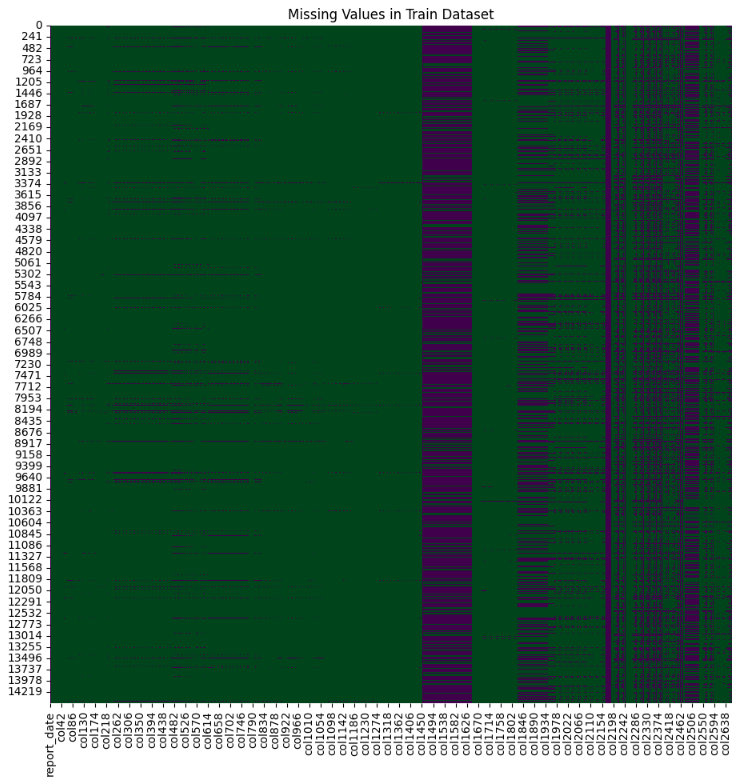 Missing Values in Train Dataset
0
241
482
723
964
1205
1446
1687
1928
2169
2410
2651
2892
3133
3374
3615
3856
4097
4338
4579
4820
5061
5302
5543
5784
6025
6266
6507
6748
6989
7230
7471
7712
7953
8194
8435
8676
8917
9158
9399
9640
9881
10122
10363
10604
10845
11086
11327
11568
11809
12050
12291
12532
12773
13014
13255
13496
13737
13978
14219
report_date
col42
col86
col130
col174
col218
col262
col306
col350
col394
col438
col482
col526
col570
col614
col658
col702
col746
col790
col834
col878
col922
col966
col1010
col1054
col1098
col1142
col1186
col1230
col1274
col1318
col1362
col1406
col1450
col1494
col1538
col1582
col1626
col1670
col1714
col1758
col1802
col1846
col1890
col1934
col1978
col2022
col2066
col2110
col2154
col2198
col2242
col2286
col2330
col2374
col2418
col2462
col2506
col2550
col2594
col2638